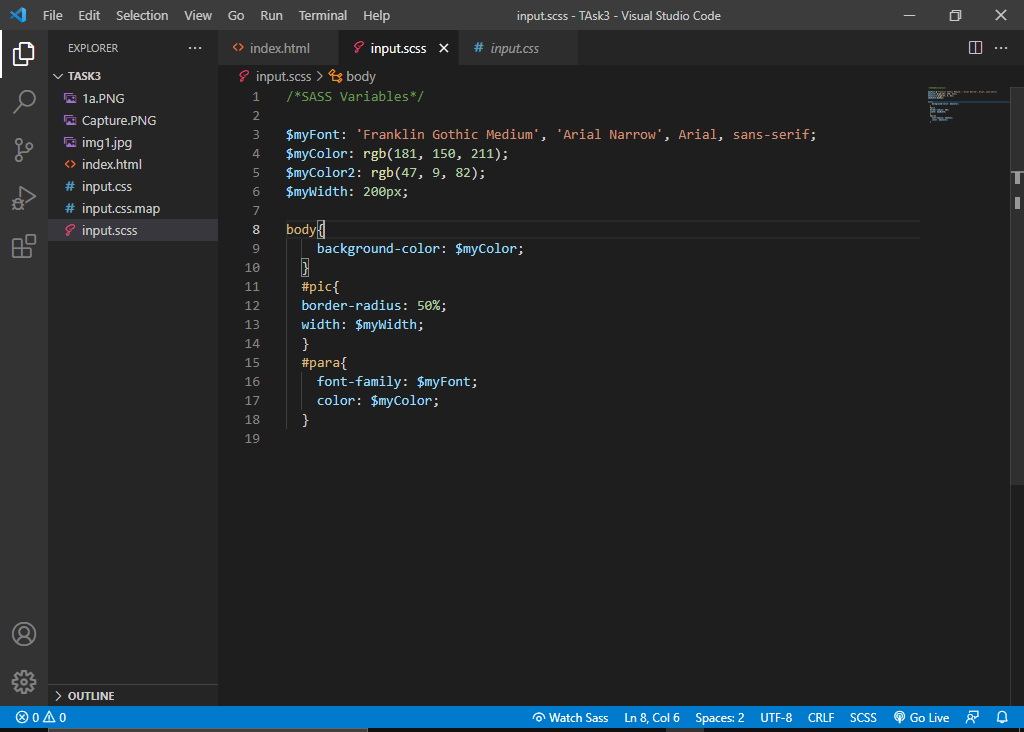 File Edit Selection View Go Run Terminal Help input.scss - TAsk3 - Visual Studio Code
EXPLORER ···
TASK3
1a.PNG
Capture.PNG
img1.jpg
index.html
input.css
input.css.map
input.scss
OUTLINE
index.html input.scss input.css
input.scss > body
1 /*SASS Variables*/
2
3 $myFont: 'Franklin Gothic Medium', 'Arial Narrow', Arial, sans-serif;
4 $myColor: rgb(181, 150, 211);
5 $myColor2: rgb(47, 9, 82);
6 $myWidth: 200px;
7
8 body{
9 background-color: $myColor;
10 }
11 #pic{
12 border-radius: 50%;
13 width: $myWidth;
14 }
15 #para{
16 font-family: $myFont;
17 color: $myColor;
18 }
19
0 0 Watch Sass Ln 8, Col 6 Spaces: 2 UTF-8 CRLF SCSS Go Live